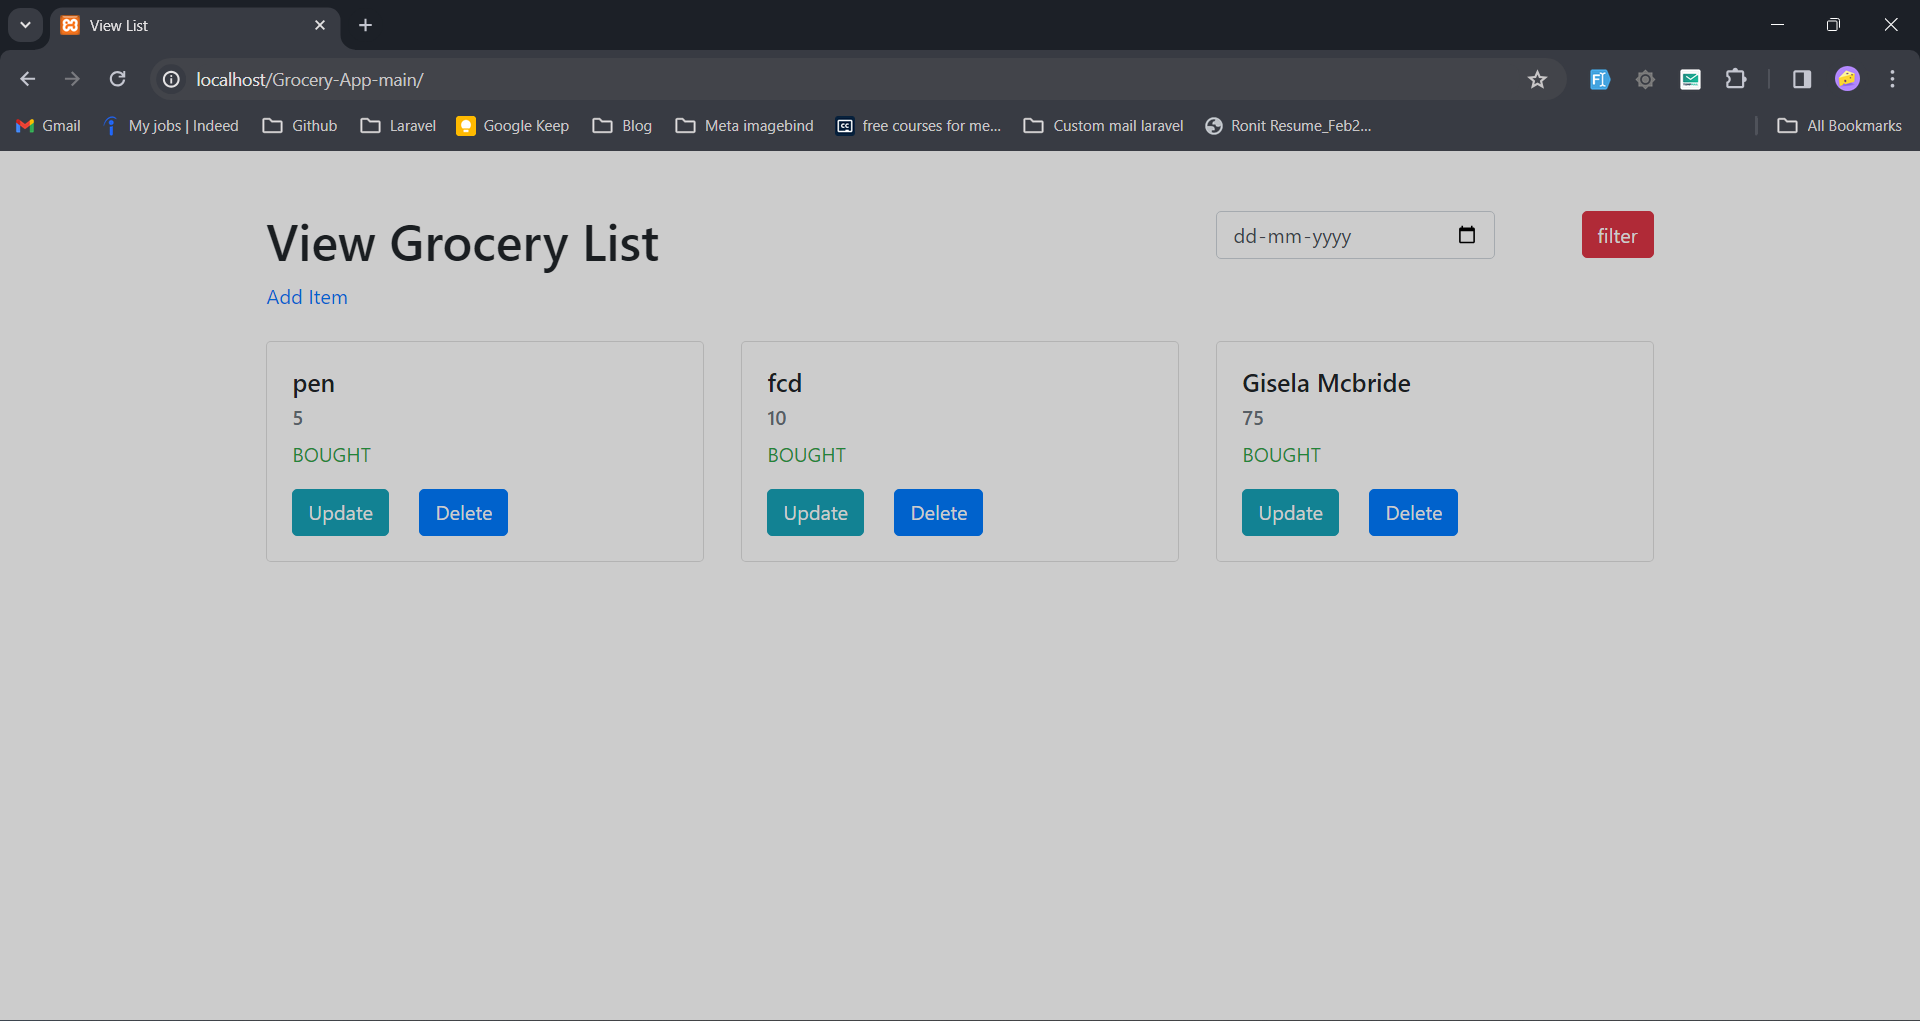 View List
localhost/Grocery-App-main/
Gmail
My jobs | Indeed
Github
Laravel
Google Keep
Blog
Meta imagebind
free courses for me...
Custom mail laravel
Ronit Resume_Feb2...
All Bookmarks
View Grocery List
dd-mm-yyyy
filter
Add Item
pen
5
BOUGHT
Update Delete
fcd
10
BOUGHT
Update Delete
Gisela Mcbride
75
BOUGHT
Update Delete